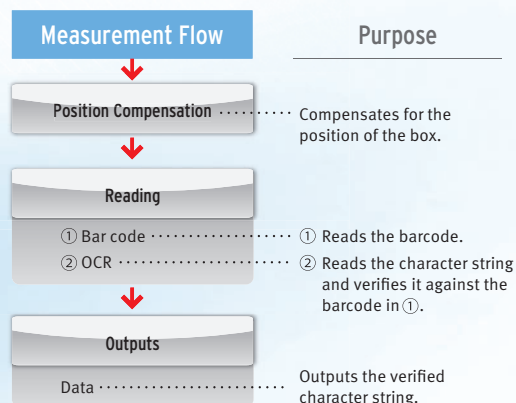 Measurement Flow
Purpose
Position Compensation ·········· Compensates for the
position of the box.
Reading
① Bar code ·················· ① Reads the barcode.
② OCR ······················ ② Reads the character string
and verifies it against the
barcode in ①.
Outputs
Data ························ Outputs the verified
character string.